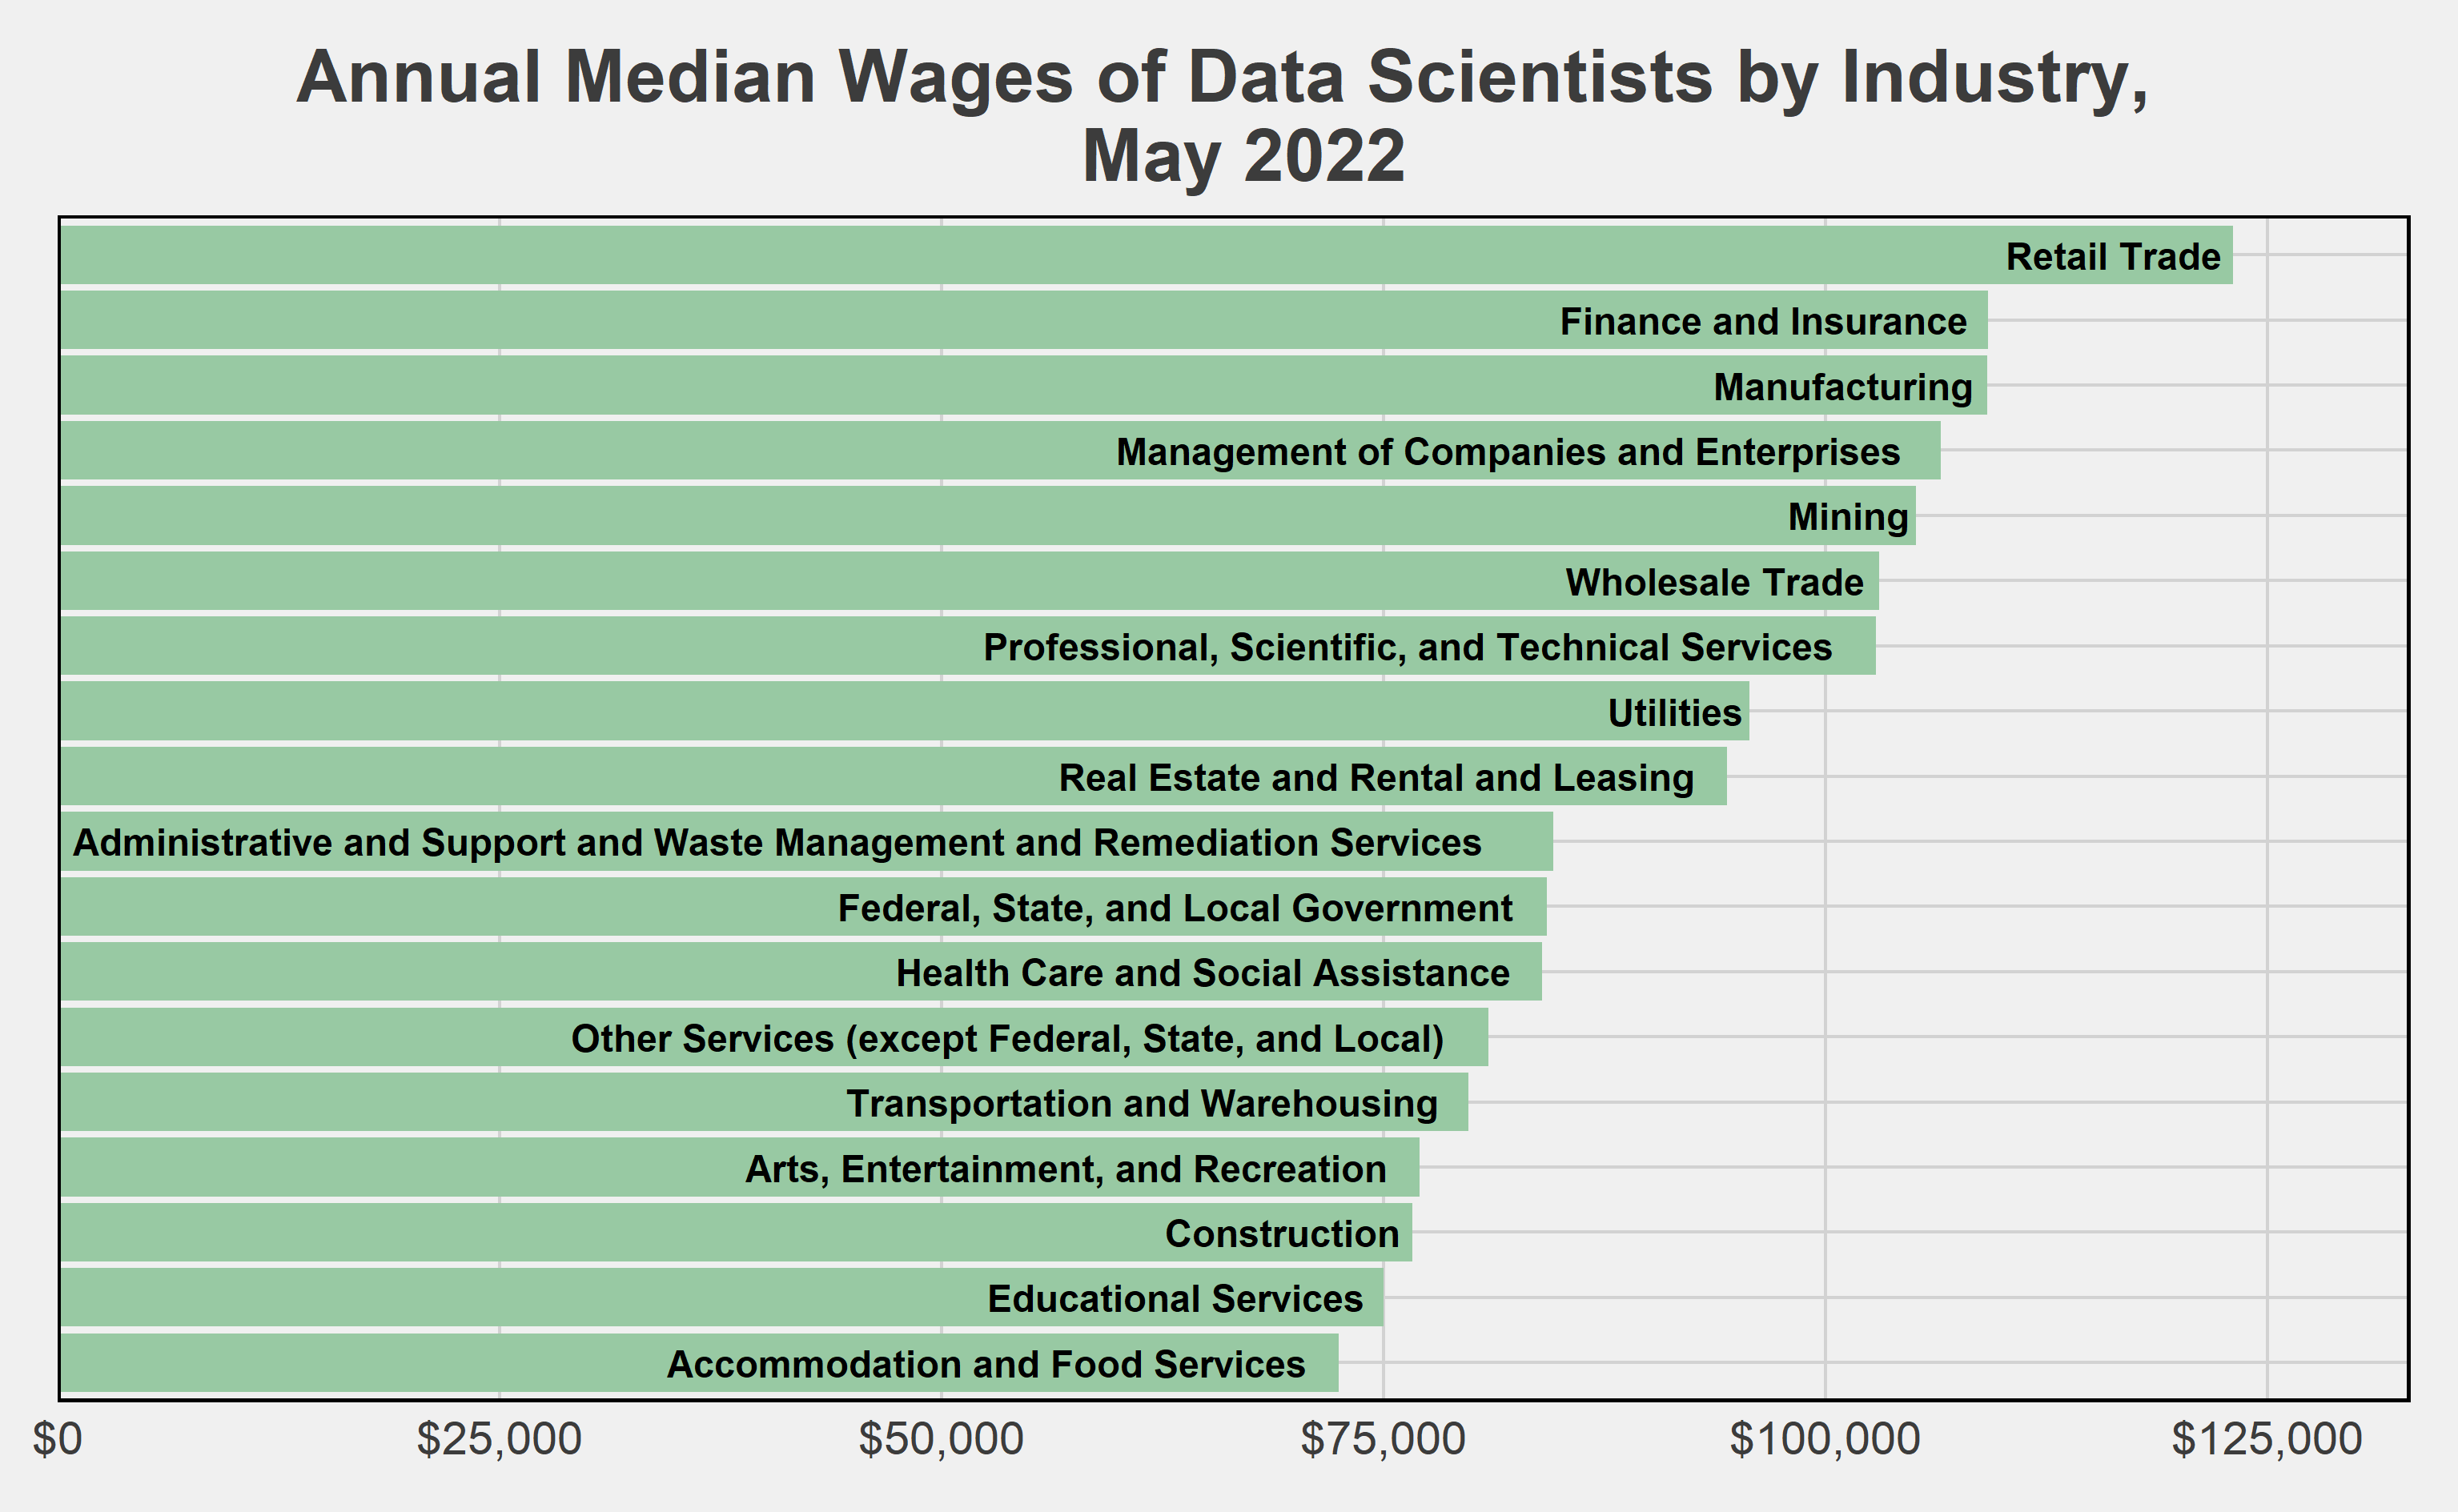 Annual Median Wages of Data Scientists by Industry,
May 2022
Retail Trade
Finance and Insurance
Manufacturing
Management of Companies and Enterprises
Mining
Wholesale Trade
Professional, Scientific, and Technical Services
Utilities
Real Estate and Rental and Leasing
Administrative and Support and Waste Management and Remediation Services
Federal, State, and Local Government
Health Care and Social Assistance
Other Services (except Federal, State, and Local)
Transportation and Warehousing
Arts, Entertainment, and Recreation
Construction
Educational Services
Accommodation and Food Services
$0 $25,000 $50,000 $75,000 $100,000 $125,000